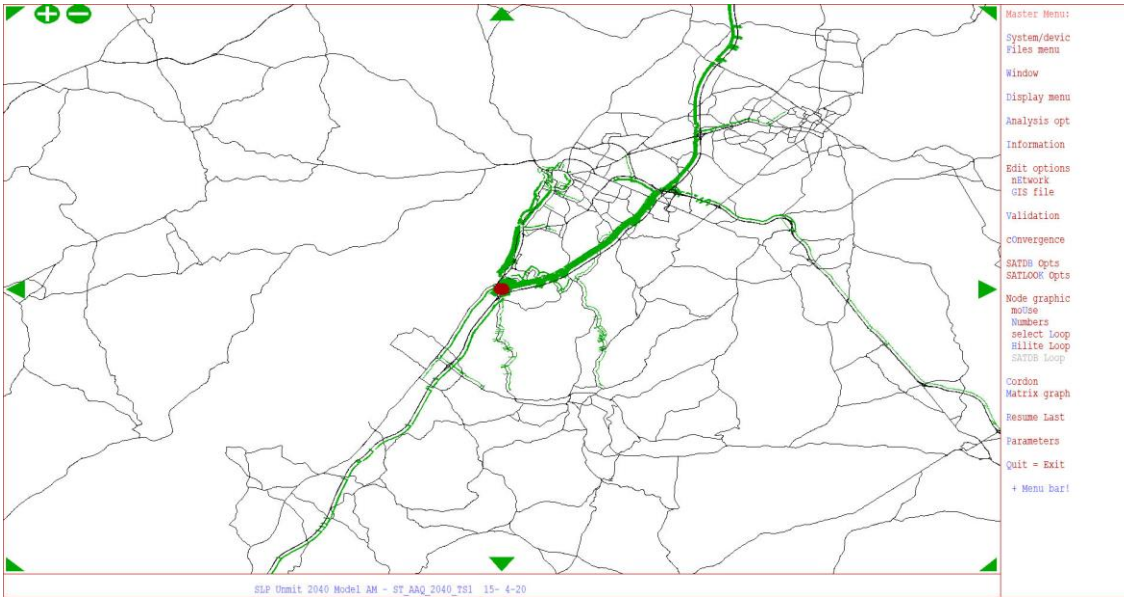 Master Menu:
System/devic
Files menu
Window
Display menu
Analysis opt
Information
Edit options
nEtwork
GIS file
Validation
cOnvergence
SATDB Opts
SATLOOK Opts
Node graphic
moUse
Numbers
select Loop
Hilite Loop
SATDB Loop
Cordon
Matrix graph
Resume Last
Parameters
Quit = Exit
+ Menu bar!
SLP Unmit 2040 Model AM - ST_AAQ_2040_TS1 15- 4-20